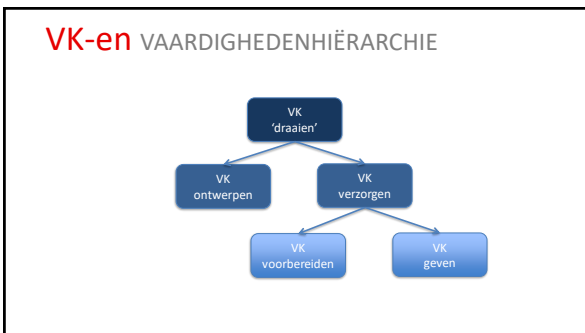 VK-en VAARDIGHEDENHIËRARCHIE
VK
'draaien'
VK
ontwerpen
VK
verzorgen
VK
voorbereiden
VK
geven